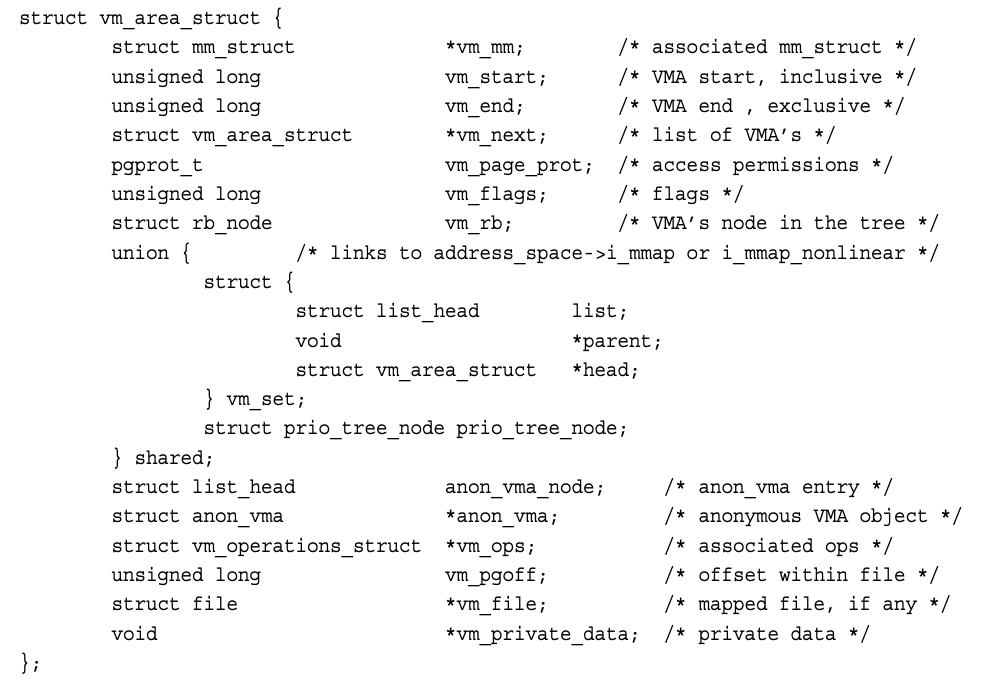 struct vm_area_struct {
struct mm_struct *vm_mm; /* associated mm_struct */
unsigned long vm_start; /* VMA start, inclusive */
unsigned long vm_end; /* VMA end , exclusive */
struct vm_area_struct *vm_next; /* list of VMA’s */
pgprot_t vm_page_prot; /* access permissions */
unsigned long vm_flags; /* flags */
struct rb_node vm_rb; /* VMA’s node in the tree */
union { /* links to address_space->i_mmap or i_mmap_nonlinear */
struct {
struct list_head list;
void *parent;
struct vm_area_struct *head;
} vm_set;
struct prio_tree_node prio_tree_node;
} shared;
struct list_head anon_vma_node; /* anon_vma entry */
struct anon_vma *anon_vma; /* anonymous VMA object */
struct vm_operations_struct *vm_ops; /* associated ops */
unsigned long vm_pgoff; /* offset within file */
struct file *vm_file; /* mapped file, if any */
void *vm_private_data; /* private data */
};